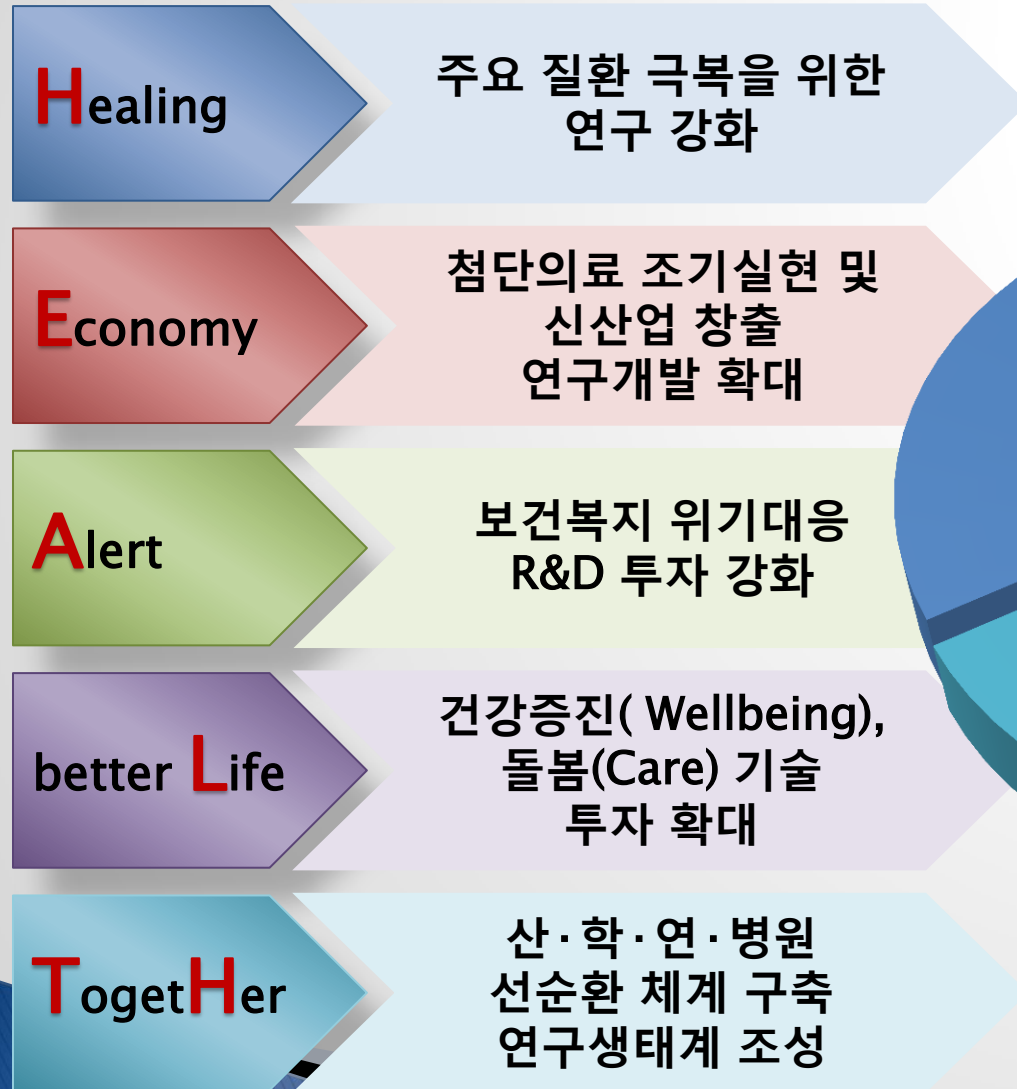 Healing
주요 질환 극복을 위한
연구 강화
Economy
첨단의료 조기실현 및
신산업 창출
연구개발 확대
Alert
보건복지 위기대응
R&D 투자 강화
better Life
건강증진( Wellbeing),
돌봄(Care) 기술
투자 확대
TogetHer
산·학·연·병원
선순환 체계 구축
연구생태계 조성